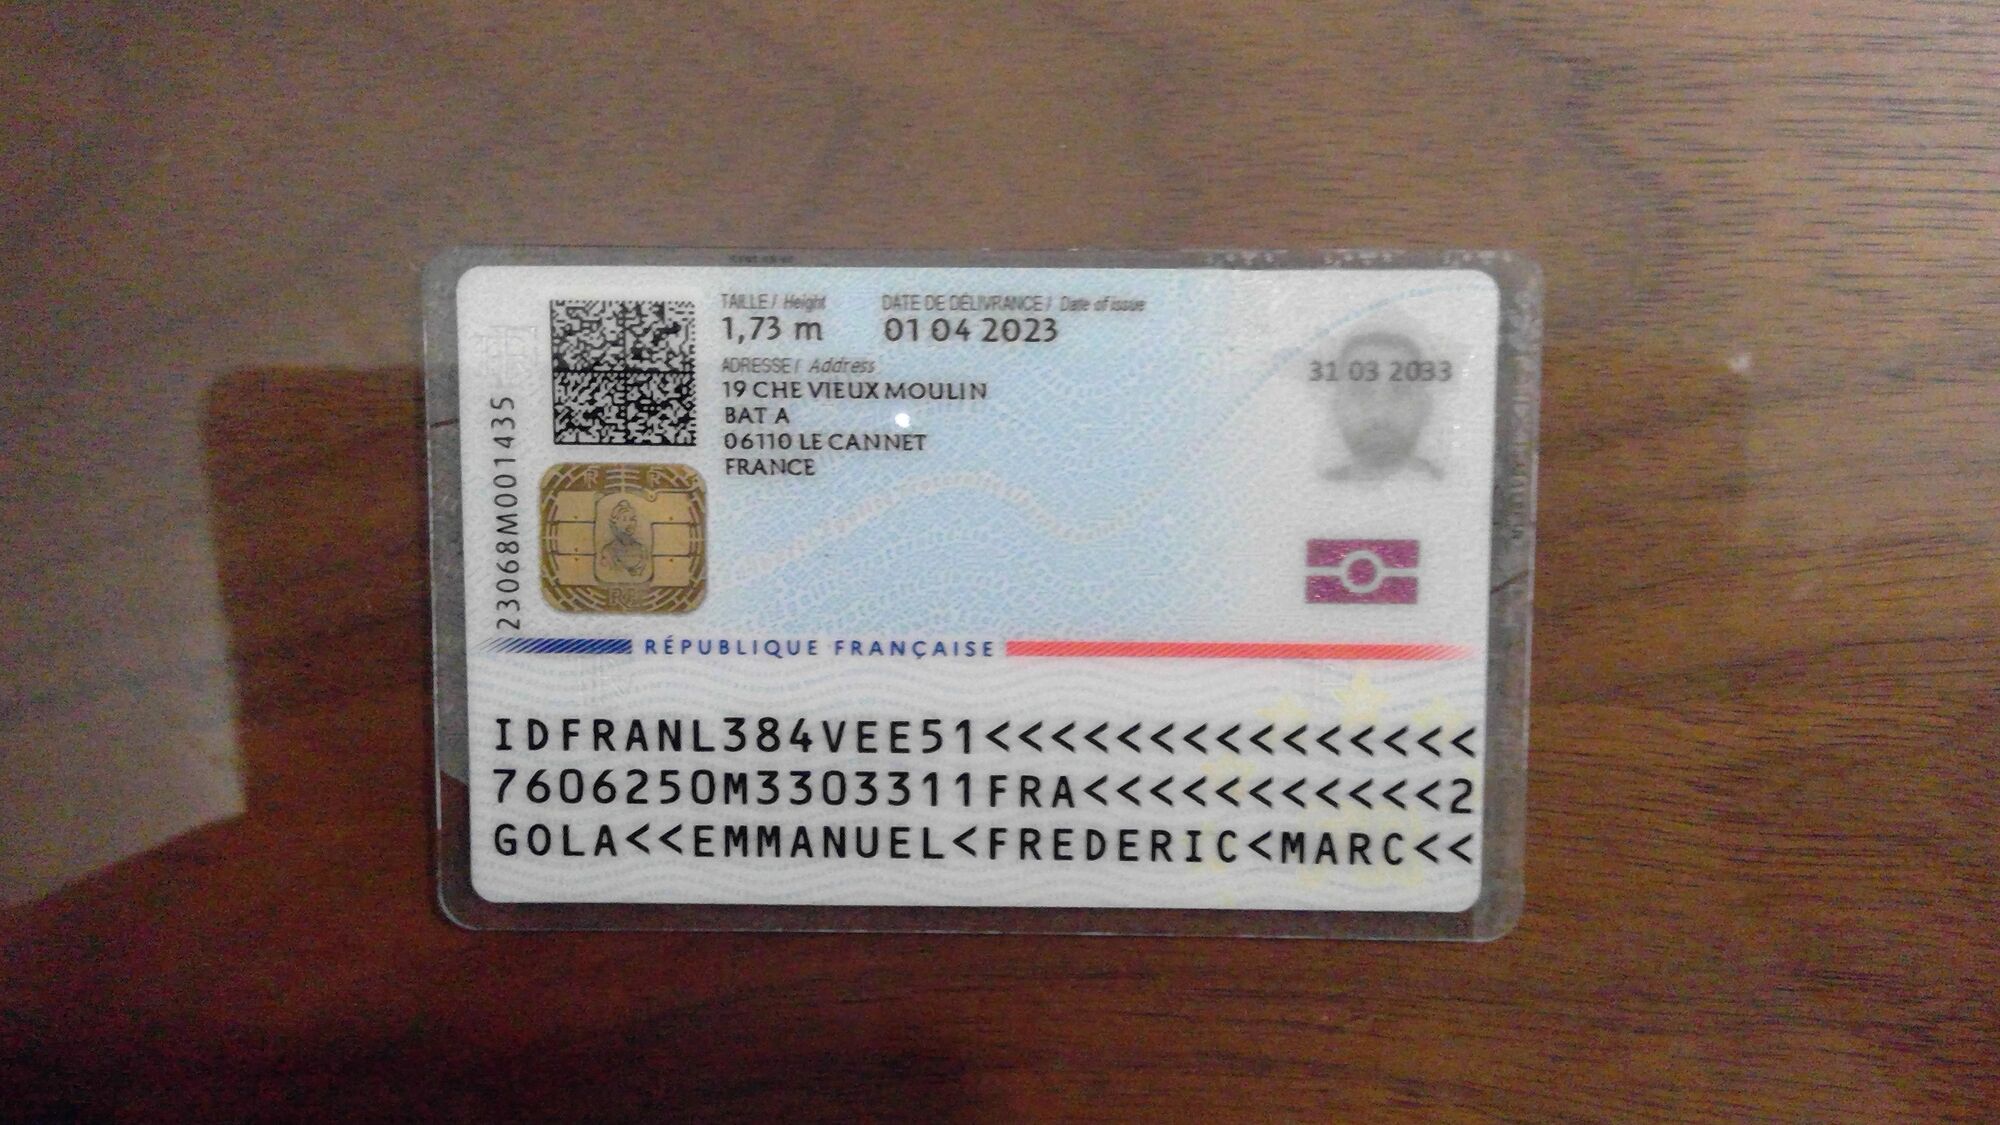 TAILLE / Height
1,73 m
DATE DE DÉLIVRANCE / Date of issue
01 04 2023
ADRESSE / Address
19 CHE VIEUX MOULIN
BAT A
06110 LE CANNET
FRANCE
31 03 2033
23068M001435
RÉPUBLIQUE FRANÇAISE
IDFRANL384VEE51<<<<<<<<<<<<<<<
7606250M3303311FRA<<<<<<<<<<<2
GOLA<<EMMANUEL<FREDERIC<MARC<<